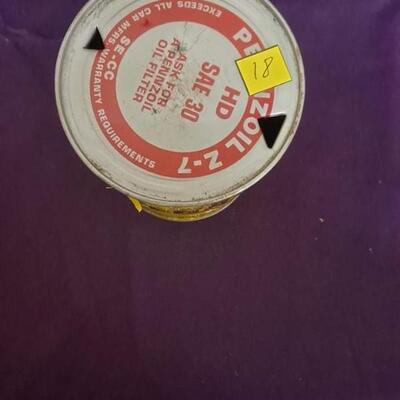 PENNZOIL Z-7
HD
SAE 30
ASK FOR
A PENNZOIL
OIL FILTER
SE-CC
EXCEEDS ALL CAR MFRS. WARRANTY REQUIREMENTS
18